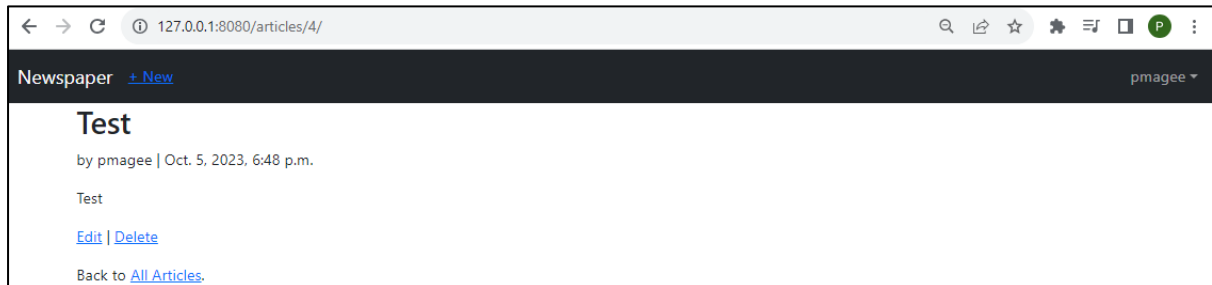 127.0.0.1:8080/articles/4/
P
Newspaper + New pmagee
Test
by pmagee | Oct. 5, 2023, 6:48 p.m.
Test
Edit | Delete
Back to All Articles.